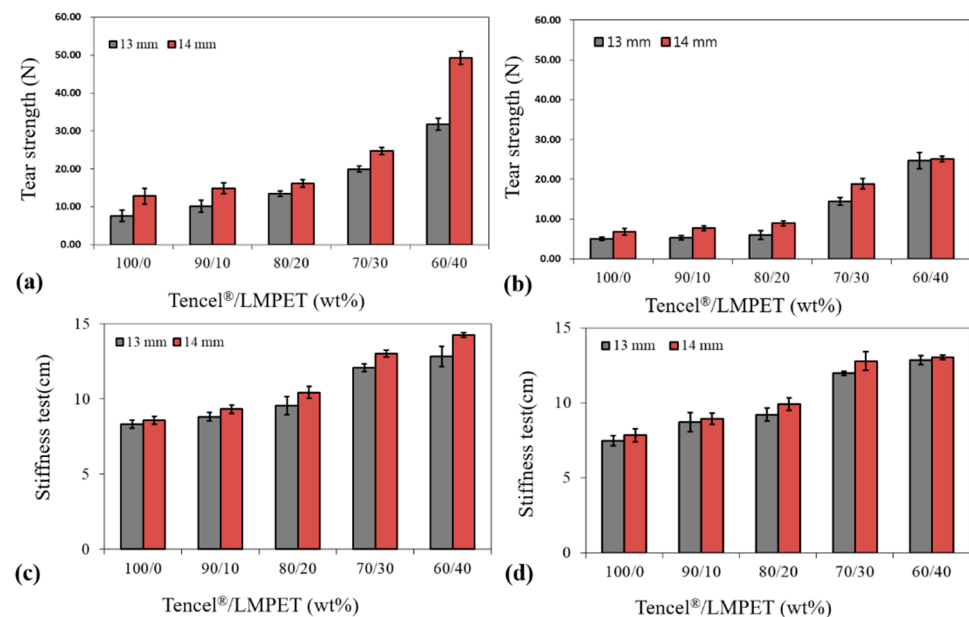 60.00
50.00
40.00
30.00
20.00
10.00
0.00
Tear strength (N)
13 mm 14 mm
100/0 90/10 80/20 70/30 60/40
(a)
Tencel®/LMPET (wt%)
60.00
50.00
40.00
30.00
20.00
10.00
0.00
Tear strength (N)
13 mm 14 mm
100/0 90/10 80/20 70/30 60/40
(b)
Tencel®/LMPET (wt%)
15
10
5
0
Stiffness test(cm)
13 mm 14 mm
100/0 90/10 80/20 70/30 60/40
(c)
Tencel®/LMPET (wt%)
15
10
5
0
Stiffness test(cm)
13 mm 14 mm
100/0 90/10 80/20 70/30 60/40
(d)
Tencel®/LMPET (wt%)